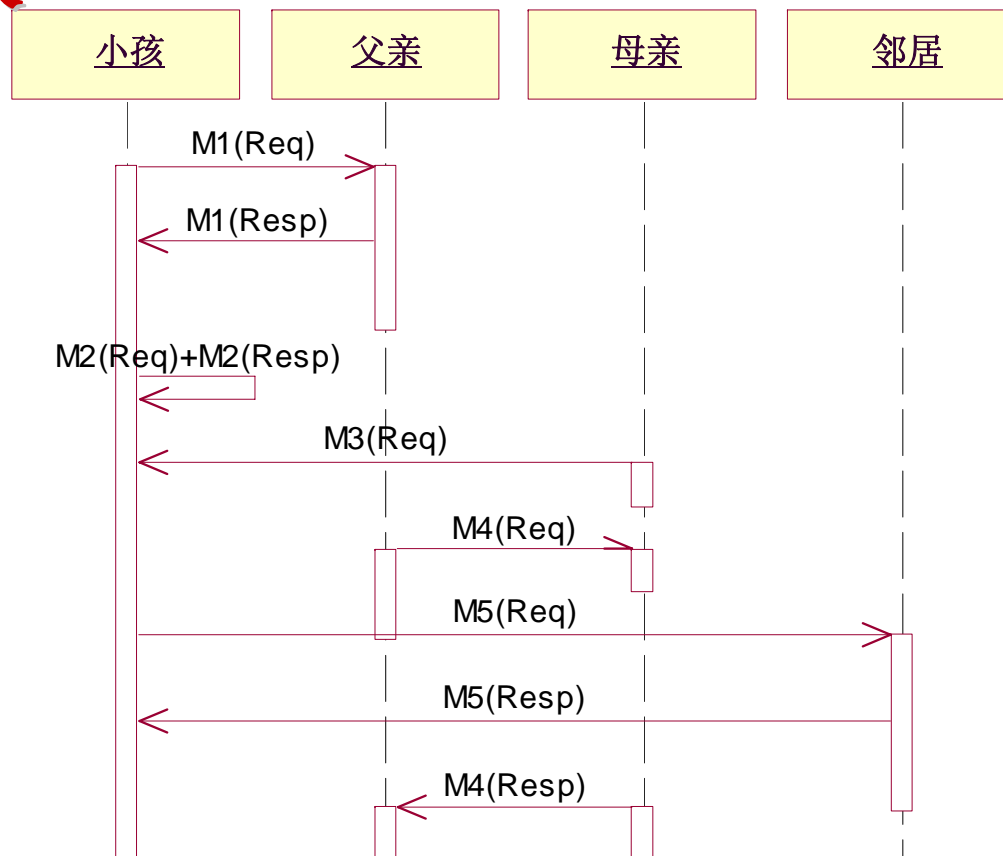 小孩 父亲 母亲 邻居
M1(Req)
M1(Resp)
M2(Req)+M2(Resp)
M3(Req)
M4(Req)
M5(Req)
M5(Resp)
M4(Resp)